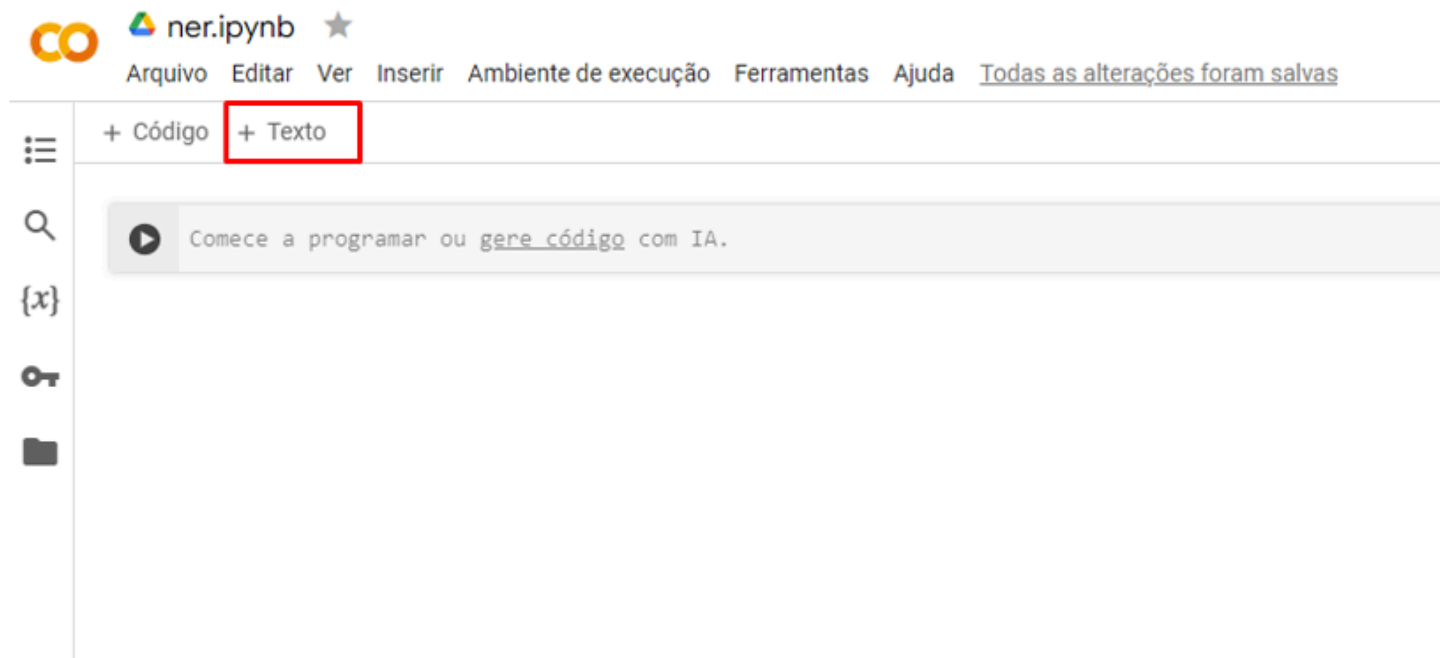 ner.ipynb
Arquivo Editar Ver Inserir Ambiente de execução Ferramentas Ajuda Todas as alterações foram salvas
+ Código + Texto
Comece a programar ou gere código com IA.
{x}